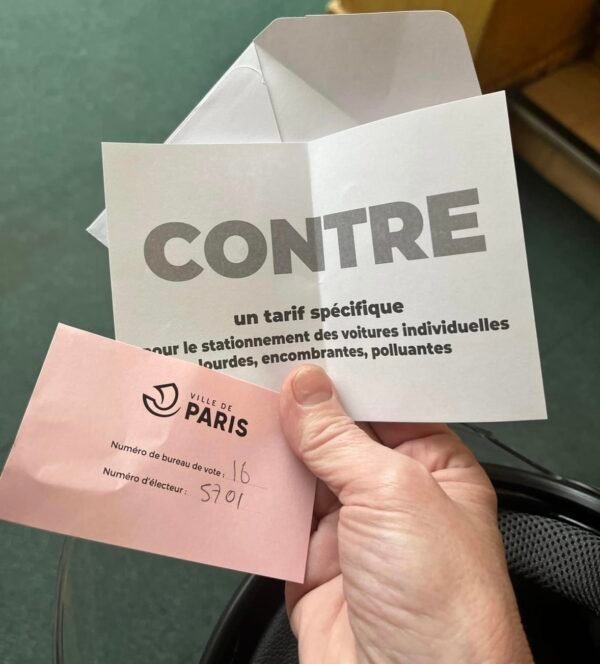 CONTRE
un tarif spécifique
pour le stationnement des voitures individuelles
lourdes, encombrantes, polluantes
VILLE DE
PARIS
Numéro de bureau de vote : 16
Numéro d'électeur : 5701